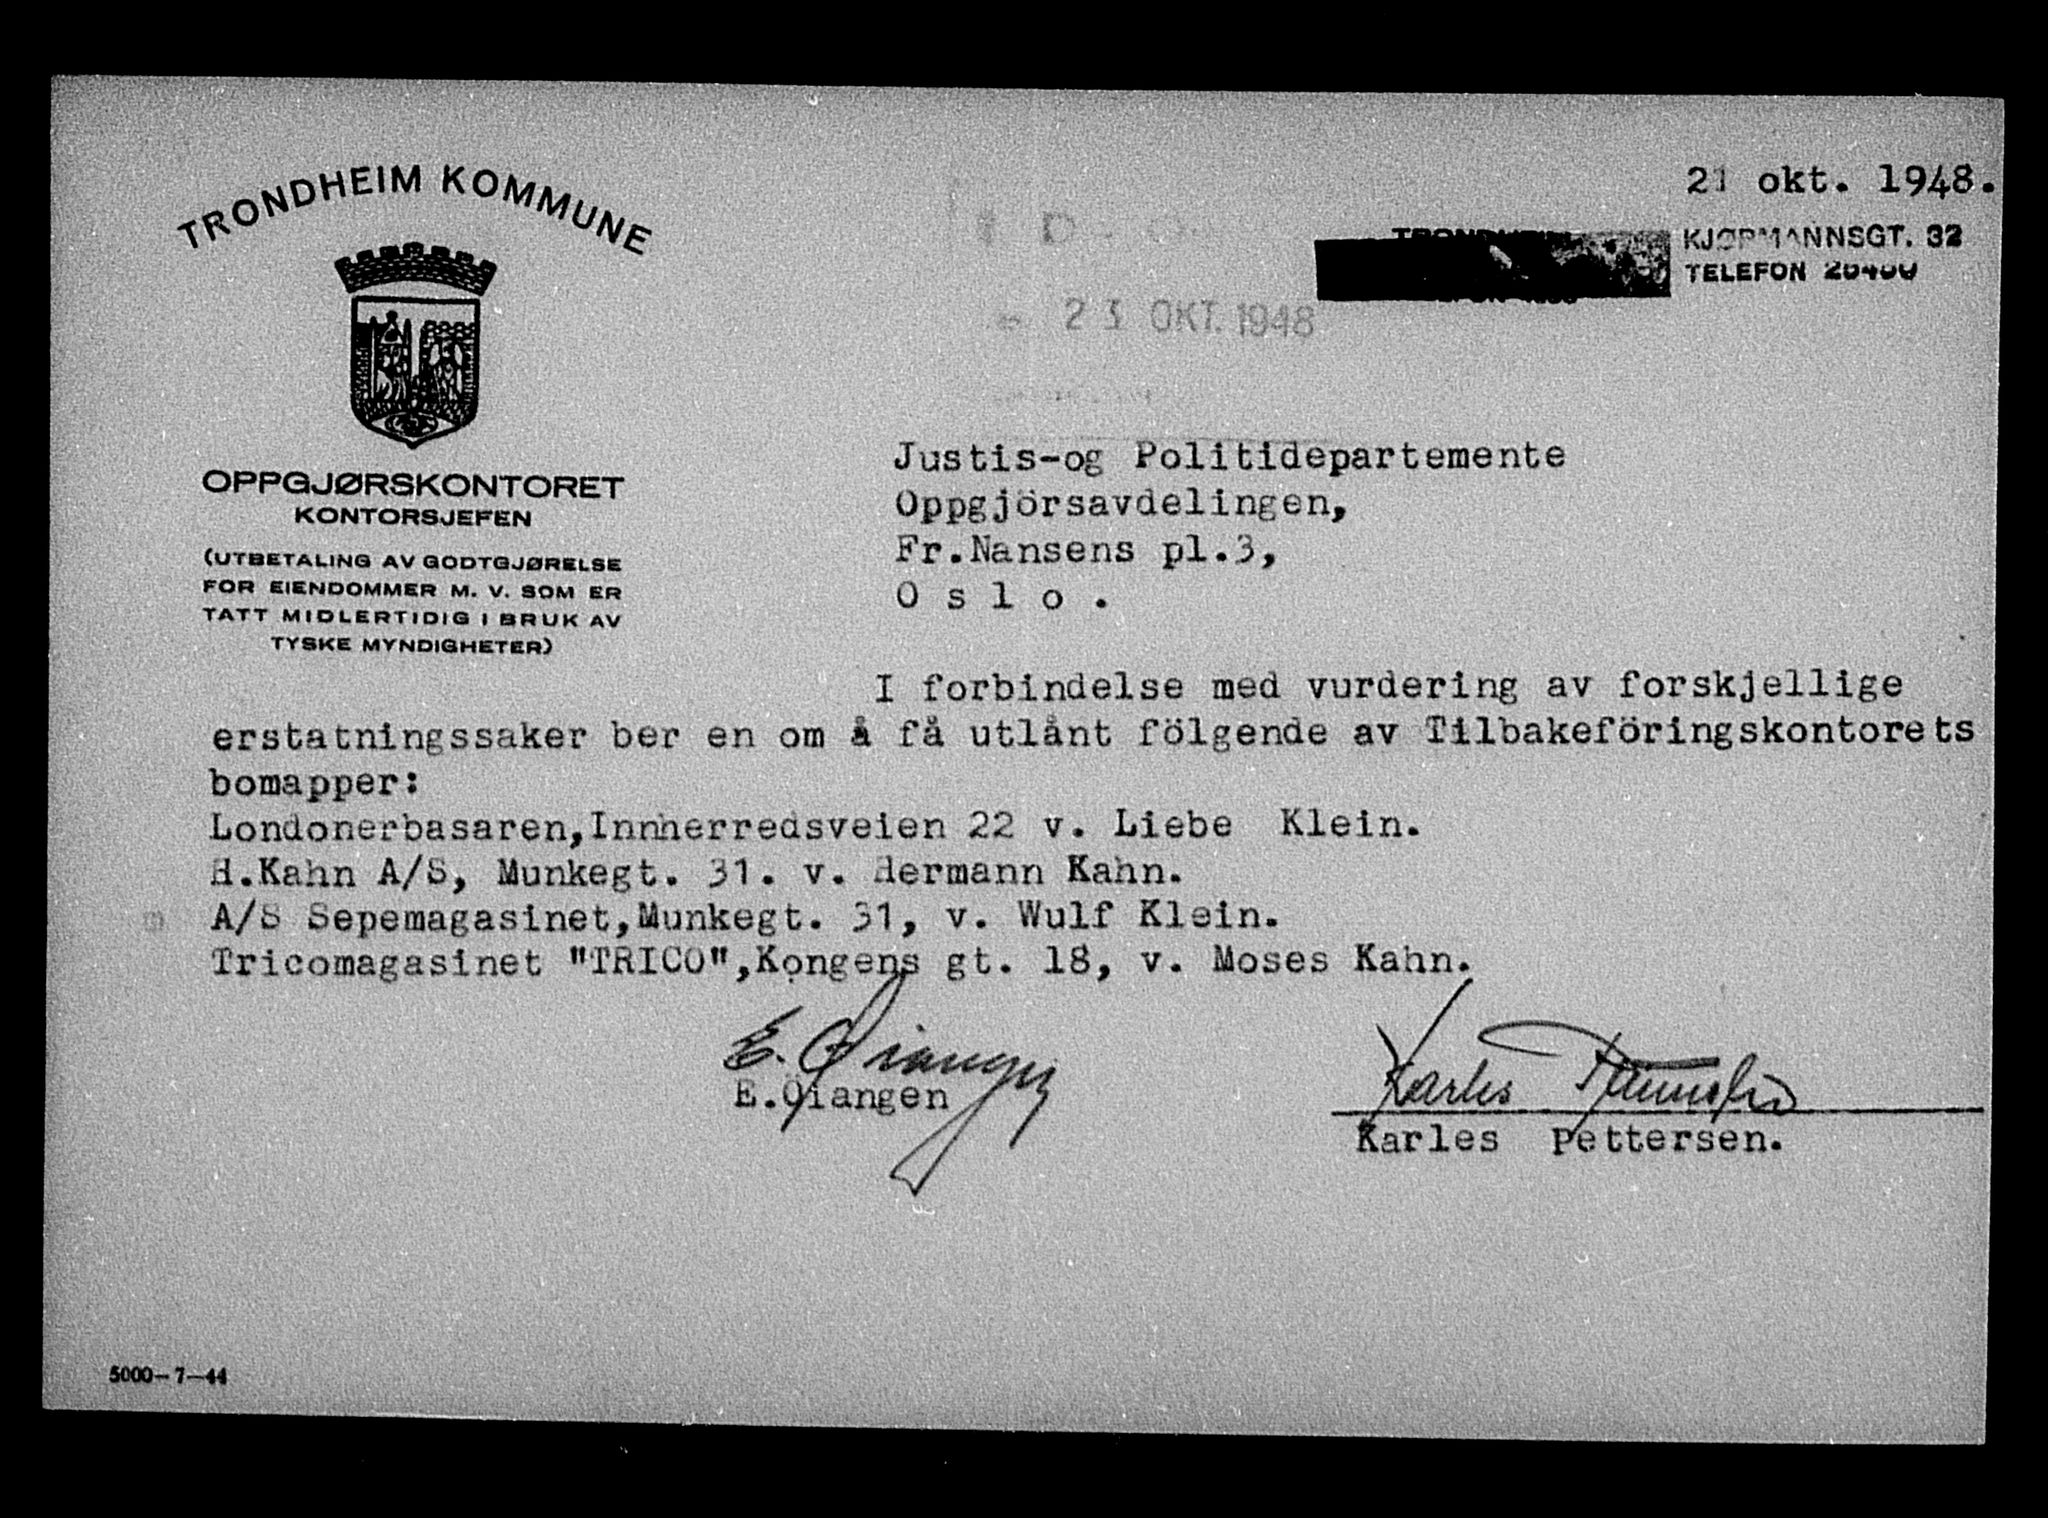 TRONDHEIM KOMMUNE
OPPGJØRSKONTORET
KONTORSJEFEN
(UTBETALING AV GODTGJØRELSE
FOR EIENDOMMER M. V. SOM ER
TATT MIDLERTIDIG I BRUK AV
TYSKE MYNDIGHETER)
21 okt. 1948.
KJØPMANNSGT. 32
TELEFON 26400
23 OKT. 1948
Justis-og Politidepartemente
Oppgjörsavdelingen,
Fr.Nansens pl.3,
O s l o .
I forbindelse med vurdering av forskjellige
erstatningssaker ber en om å få utlånt fölgende av Tilbakeföringskontorets
bomapper:
Londonerbasaren,Innherredsveien 22 v. Liebe Klein.
H.Kahn A/S, Munkegt. 31. v. Hermann Kahn.
A/S Sepemagasinet,Munkegt. 31, v. Wulf Klein.
Tricomagasinet "TRICO",Kongens gt. 18, v. Moses Kahn.
E.Öiangen
Karles Pettersen.
5000-7-44